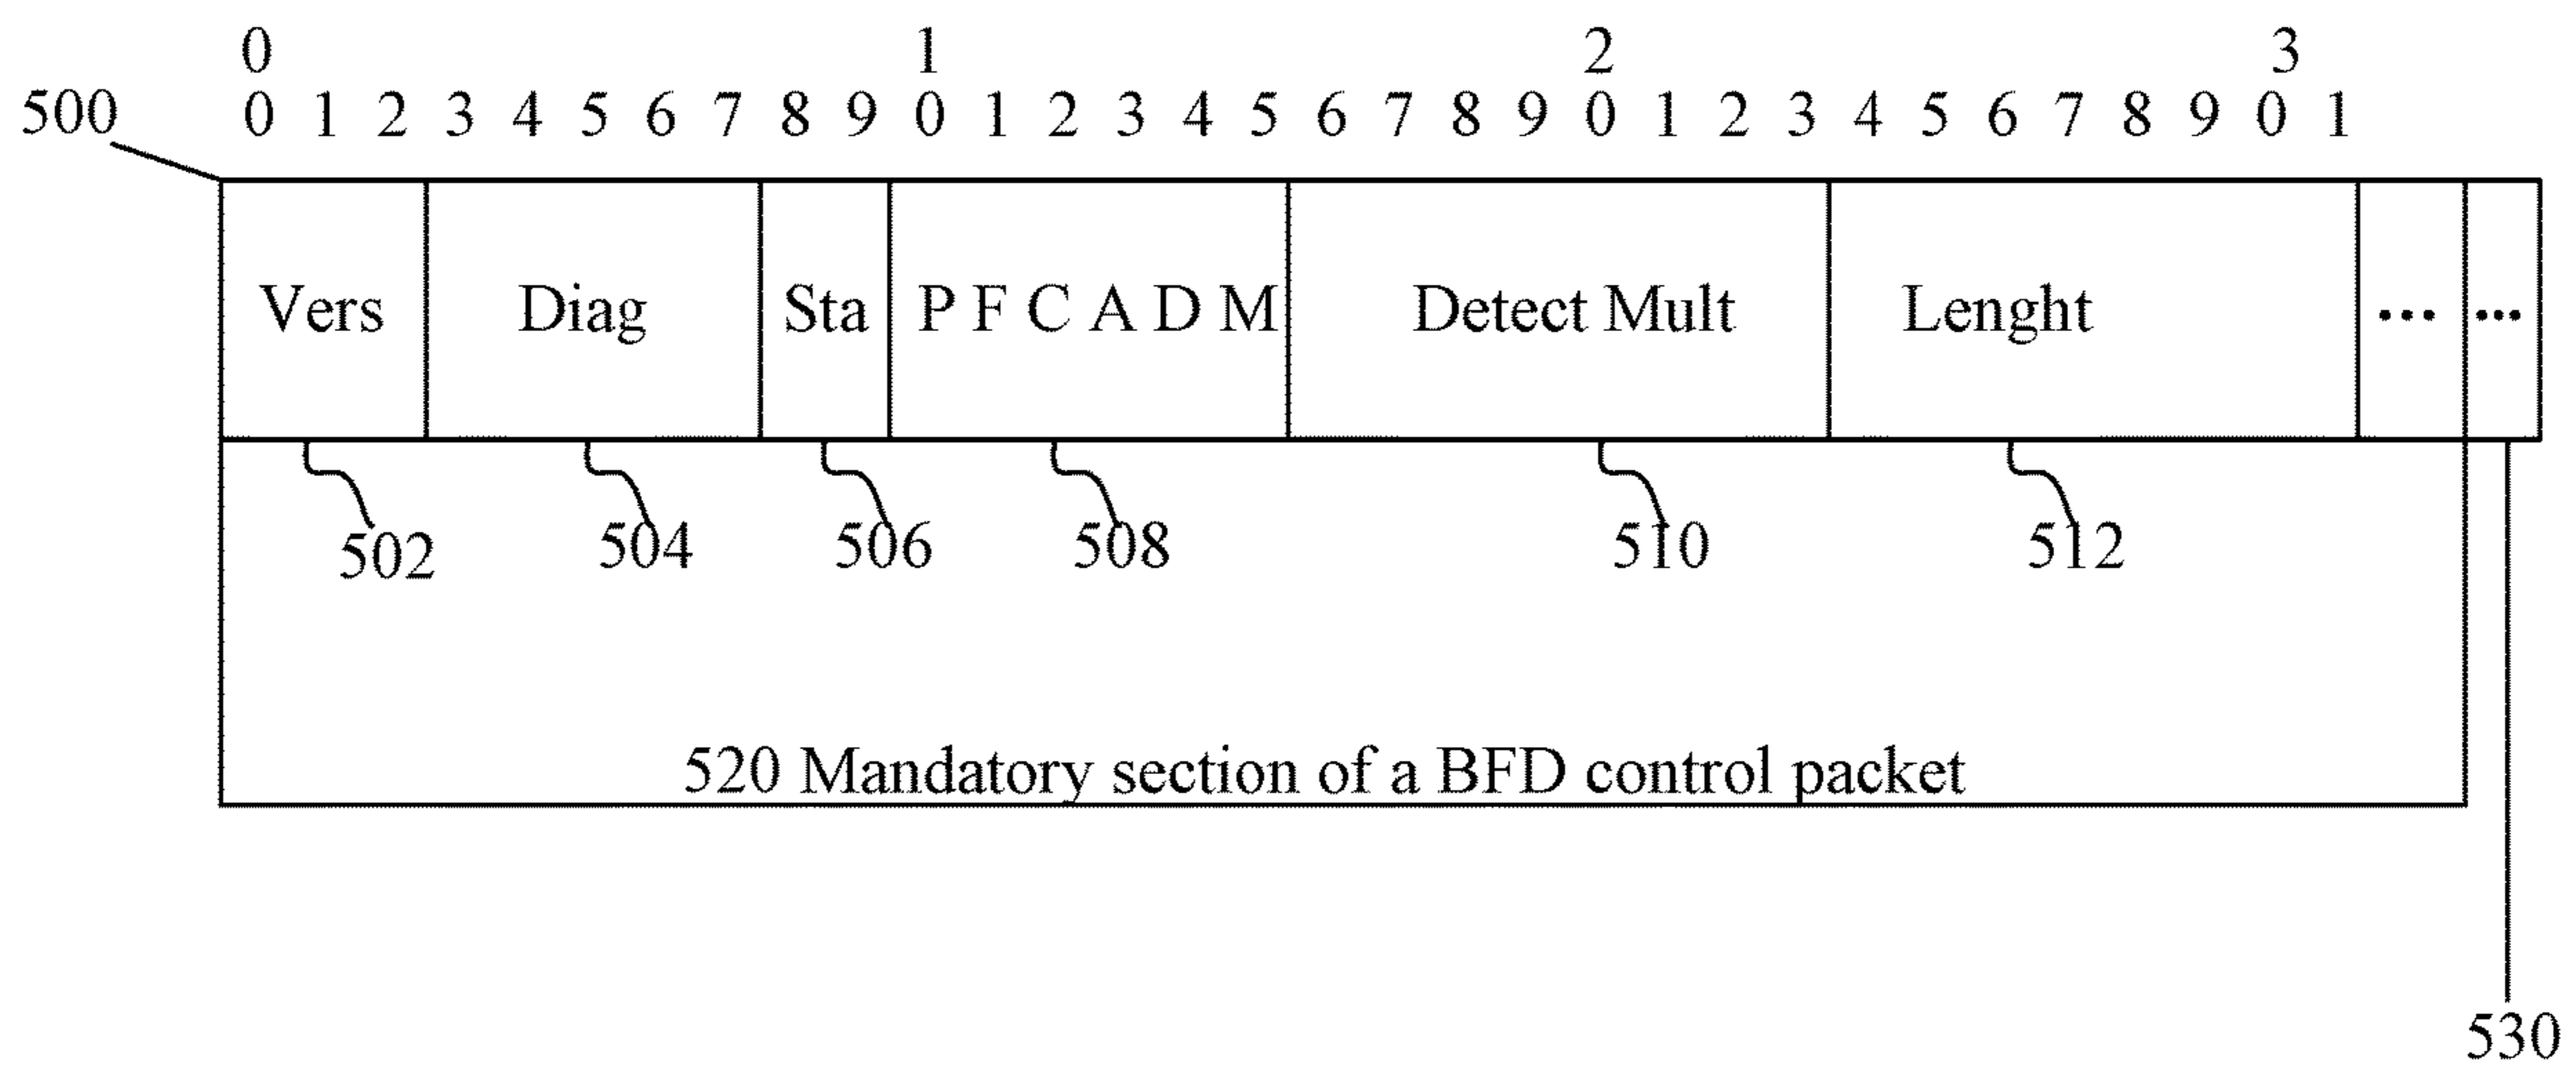 0 1 2 3
500 0 1 2 3 4 5 6 7 8 9 0 1 2 3 4 5 6 7 8 9 0 1 2 3 4 5 6 7 8 9 0 1
Vers Diag Sta P F C A D M Detect Mult Lenght ... ...
502 504 506 508 510 512
520 Mandatory section of a BFD control packet
530